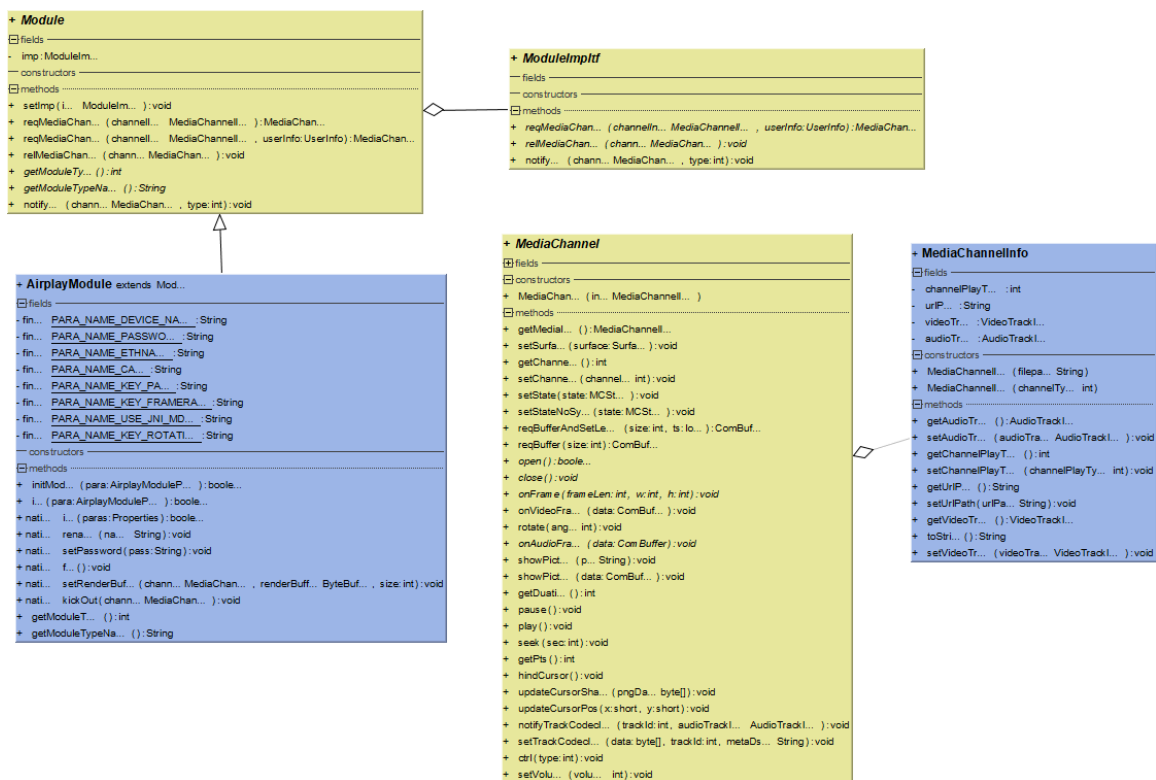 + Module
fields
- imp:ModuleIm...
constructors
methods
+ setImp(i... ModuleIm... ):void
+ reqMediaChan... (channelI... MediaChannelI... ):MediaChan...
+ reqMediaChan... (channelI... MediaChannelI... , userInfo:UserInfo):MediaChan...
+ relMediaChan... (chann... MediaChan... ):void
+ getModuleTy... ():int
+ getModuleTypeNa... ():String
+ notify... (chann... MediaChan... , type:int):void
+ ModuleImpItf
fields
constructors
methods
+ reqMediaChan... (channelIn... MediaChannelI... , userInfo:UserInfo):MediaChan...
+ relMediaChan... (chann... MediaChan... ):void
+ notify... (chann... MediaChan... , type:int):void
+ AirplayModule extends Mod...
fields
- fin... PARA_NAME_DEVICE_NA... :String
- fin... PARA_NAME_PASSWO... :String
- fin... PARA_NAME_ETHNA... :String
- fin... PARA_NAME_CA... :String
- fin... PARA_NAME_KEY_PA... :String
- fin... PARA_NAME_KEY_FRAMERA... :String
- fin... PARA_NAME_USE_JNI_MD... :String
- fin... PARA_NAME_KEY_ROTATI... :String
constructors
methods
+ initMod... (para:AirplayModuleP... ):boole...
+ i... (para:AirplayModuleP... ):boole...
+ nati... i... (paras:Properties):boole...
+ nati... rena... (na... String):void
+ nati... setPassword(pass:String):void
+ nati... f...():void
+ nati... setRenderBuf... (chann... MediaChan... , renderBuff... ByteBuf... , size:int):void
+ nati... kickOut(chann... MediaChan... ):void
+ getModuleT... ():int
+ getModuleTypeNa... ():String
+ MediaChannel
fields
constructors
+ MediaChan... (in... MediaChannelI... )
methods
+ getMediaI... ():MediaChannelI...
+ setSurfa... (surface:Surfa... ):void
+ getChanne... ():int
+ setChanne... (channel... int):void
+ setState(state:MCSt... ):void
+ setStateNoSy... (state:MCSt... ):void
+ reqBufferAndSetLe... (size:int, ts:lo... ):ComBuf...
+ reqBuffer(size:int):ComBuf...
+ open():boole...
+ close():void
+ onFrame(frameLen:int, w:int, h:int):void
+ onVideoFra... (data:ComBuf... ):void
+ rotate(ang... int):void
+ onAudioFra... (data:ComBuffer):void
+ showPict... (p... String):void
+ showPict... (data:ComBuf... ):void
+ getDuati... ():int
+ pause():void
+ play():void
+ seek(sec:int):void
+ getPts():int
+ hindCursor():void
+ updateCursorSha... (pngDa... byte[]):void
+ updateCursorPos(x:short, y:short):void
+ notifyTrackCodecI... (trackId:int, audioTrackI... AudioTrackI... ):void
+ setTrackCodecI... (data:byte[], trackId:int, metaDs... String):void
+ ctrl(type:int):void
+ setVolu... (volu... int):void
+ MediaChannelInfo
fields
- channelPlayT... :int
- urlP... :String
- videoTr... :VideoTrackI...
- audioTr... :AudioTrackI...
constructors
+ MediaChannelI... (filepa... String)
+ MediaChannelI... (channelTy... int)
methods
+ getAudioTr... ():AudioTrackI...
+ setAudioTr... (audioTra... AudioTrackI... ):void
+ getChannelPlayT... ():int
+ setChannelPlayT... (channelPlayTy... int):void
+ getUrlP... ():String
+ setUrlPath(urlPa... String):void
+ getVideoTr... ():VideoTrackI...
+ toStri... ():String
+ setVideoTr... (videoTra... VideoTrackI... ):void